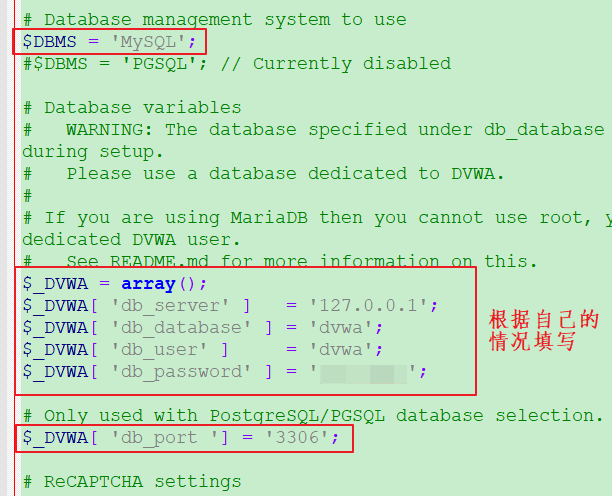 # Database management system to use
$DBMS = 'MySQL';
#$DBMS = 'PGSQL'; // Currently disabled
# Database variables
#   WARNING: The database specified under db_database
during setup.
#   Please use a database dedicated to DVWA.
#
# If you are using MariaDB then you cannot use root, y
dedicated DVWA user.
#   See README.md for more information on this.
$_DVWA = array();
$_DVWA[ 'db_server' ]   = '127.0.0.1';
$_DVWA[ 'db_database' ] = 'dvwa';
$_DVWA[ 'db_user' ]     = 'dvwa';
$_DVWA[ 'db_password' ] = '       ';
根据自己的
情况填写
# Only used with PostgreSQL/PGSQL database selection.
$_DVWA[ 'db_port '] = '3306';
# ReCAPTCHA settings